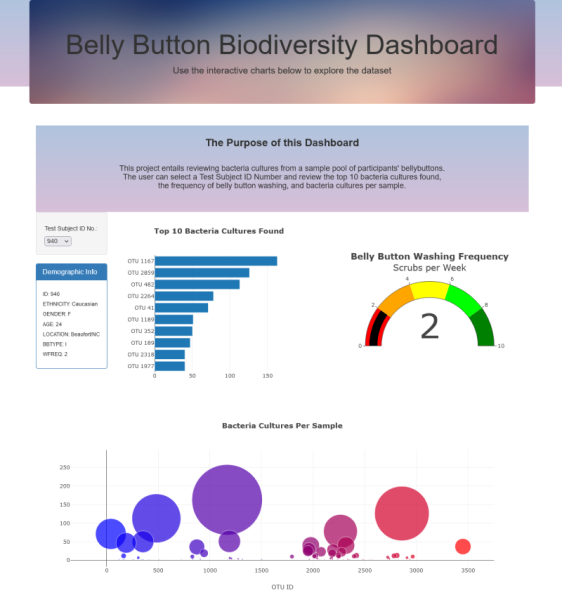 Belly Button Biodiversity Dashboard
Use the interactive charts below to explore the dataset
The Purpose of this Dashboard
This project entails reviewing bacteria cultures from a sample pool of participants' bellybuttons.
The user can select a Test Subject ID Number and review the top 10 bacteria cultures found,
the frequency of belly button washing, and bacteria cultures per sample.
Test Subject ID No.:
940
Demographic Info
ID: 940
ETHNICITY: Caucasian
GENDER: F
AGE: 24
LOCATION: Beaufort/NC
BBTYPE: I
WFREQ: 2
Top 10 Bacteria Cultures Found
OTU 1167
OTU 2859
OTU 482
OTU 2264
OTU 41
OTU 1189
OTU 352
OTU 189
OTU 2318
OTU 1977
0 50 100 150
Belly Button Washing Frequency
Scrubs per Week
0 2 4 6 8 10
2
Bacteria Cultures Per Sample
250
200
150
100
50
0
0 500 1000 1500 2000 2500 3000 3500
OTU ID